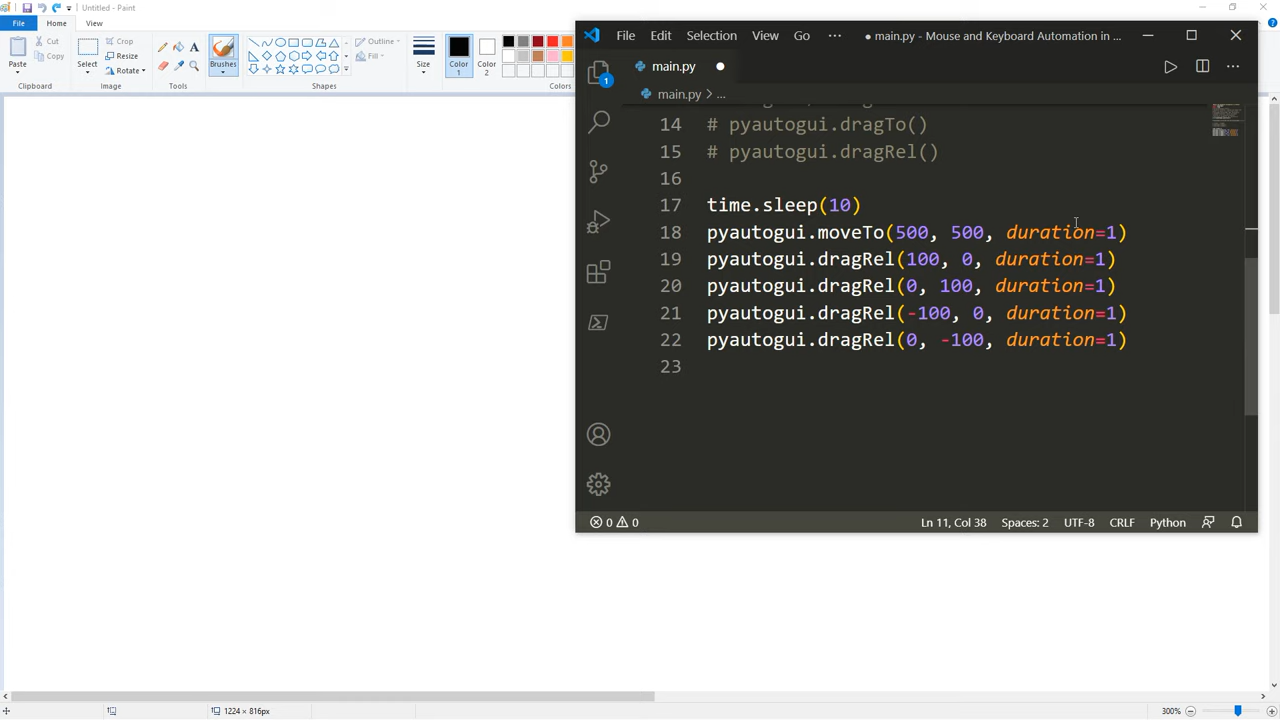 Untitled - Paint
File
Home
View
Paste
Cut
Copy
Clipboard
Select
Crop
Resize
Rotate
Image
A
Tools
Brushes
Shapes
Outline
Fill
Size
Color
1
Color
2
Colors
File Edit Selection View Go ··· ● main.py - Mouse and Keyboard Automation in ...
main.py ●
main.py > ...
1
14 # pyautogui.dragTo()
15 # pyautogui.dragRel()
16
17 time.sleep(10)
18 pyautogui.moveTo(500, 500, duration=1)
19 pyautogui.dragRel(100, 0, duration=1)
20 pyautogui.dragRel(0, 100, duration=1)
21 pyautogui.dragRel(-100, 0, duration=1)
22 pyautogui.dragRel(0, -100, duration=1)
23
0 0 Ln 11, Col 38 Spaces: 2 UTF-8 CRLF Python
1224 × 816px
300%